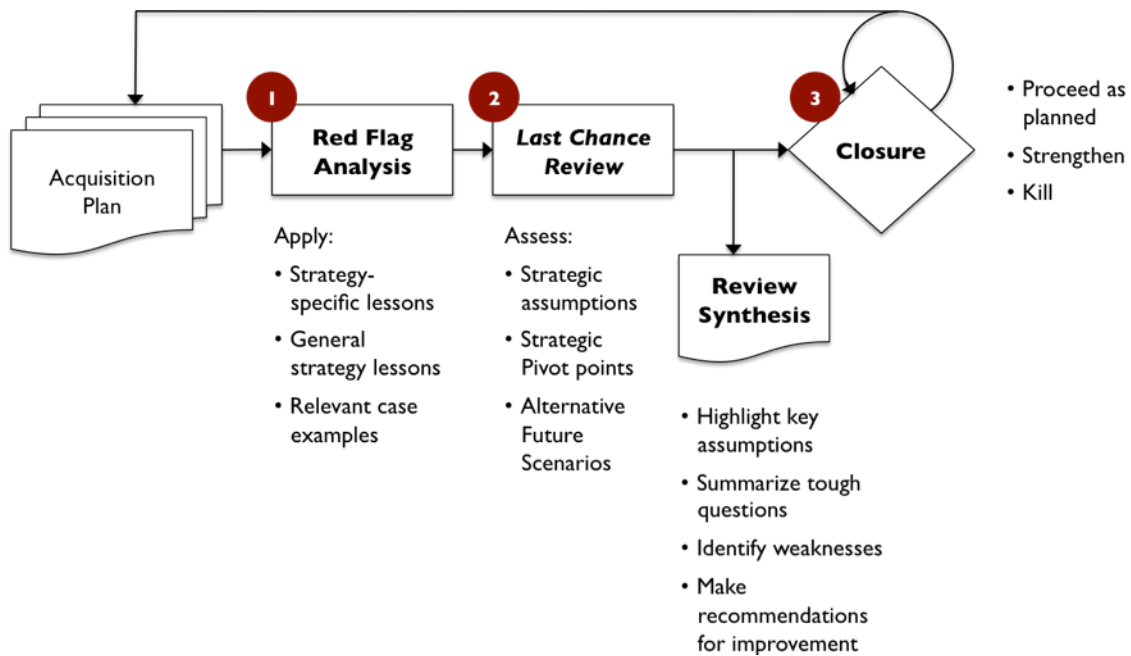 1
2
3
Acquisition
Plan
Red Flag
Analysis
Last Chance
Review
Closure
• Proceed as
planned
• Strengthen
• Kill
Apply:
• Strategy-
specific lessons
• General
strategy lessons
• Relevant case
examples
Assess:
• Strategic
assumptions
• Strategic
Pivot points
• Alternative
Future
Scenarios
Review
Synthesis
• Highlight key
assumptions
• Summarize tough
questions
• Identify weaknesses
• Make
recommendations
for improvement